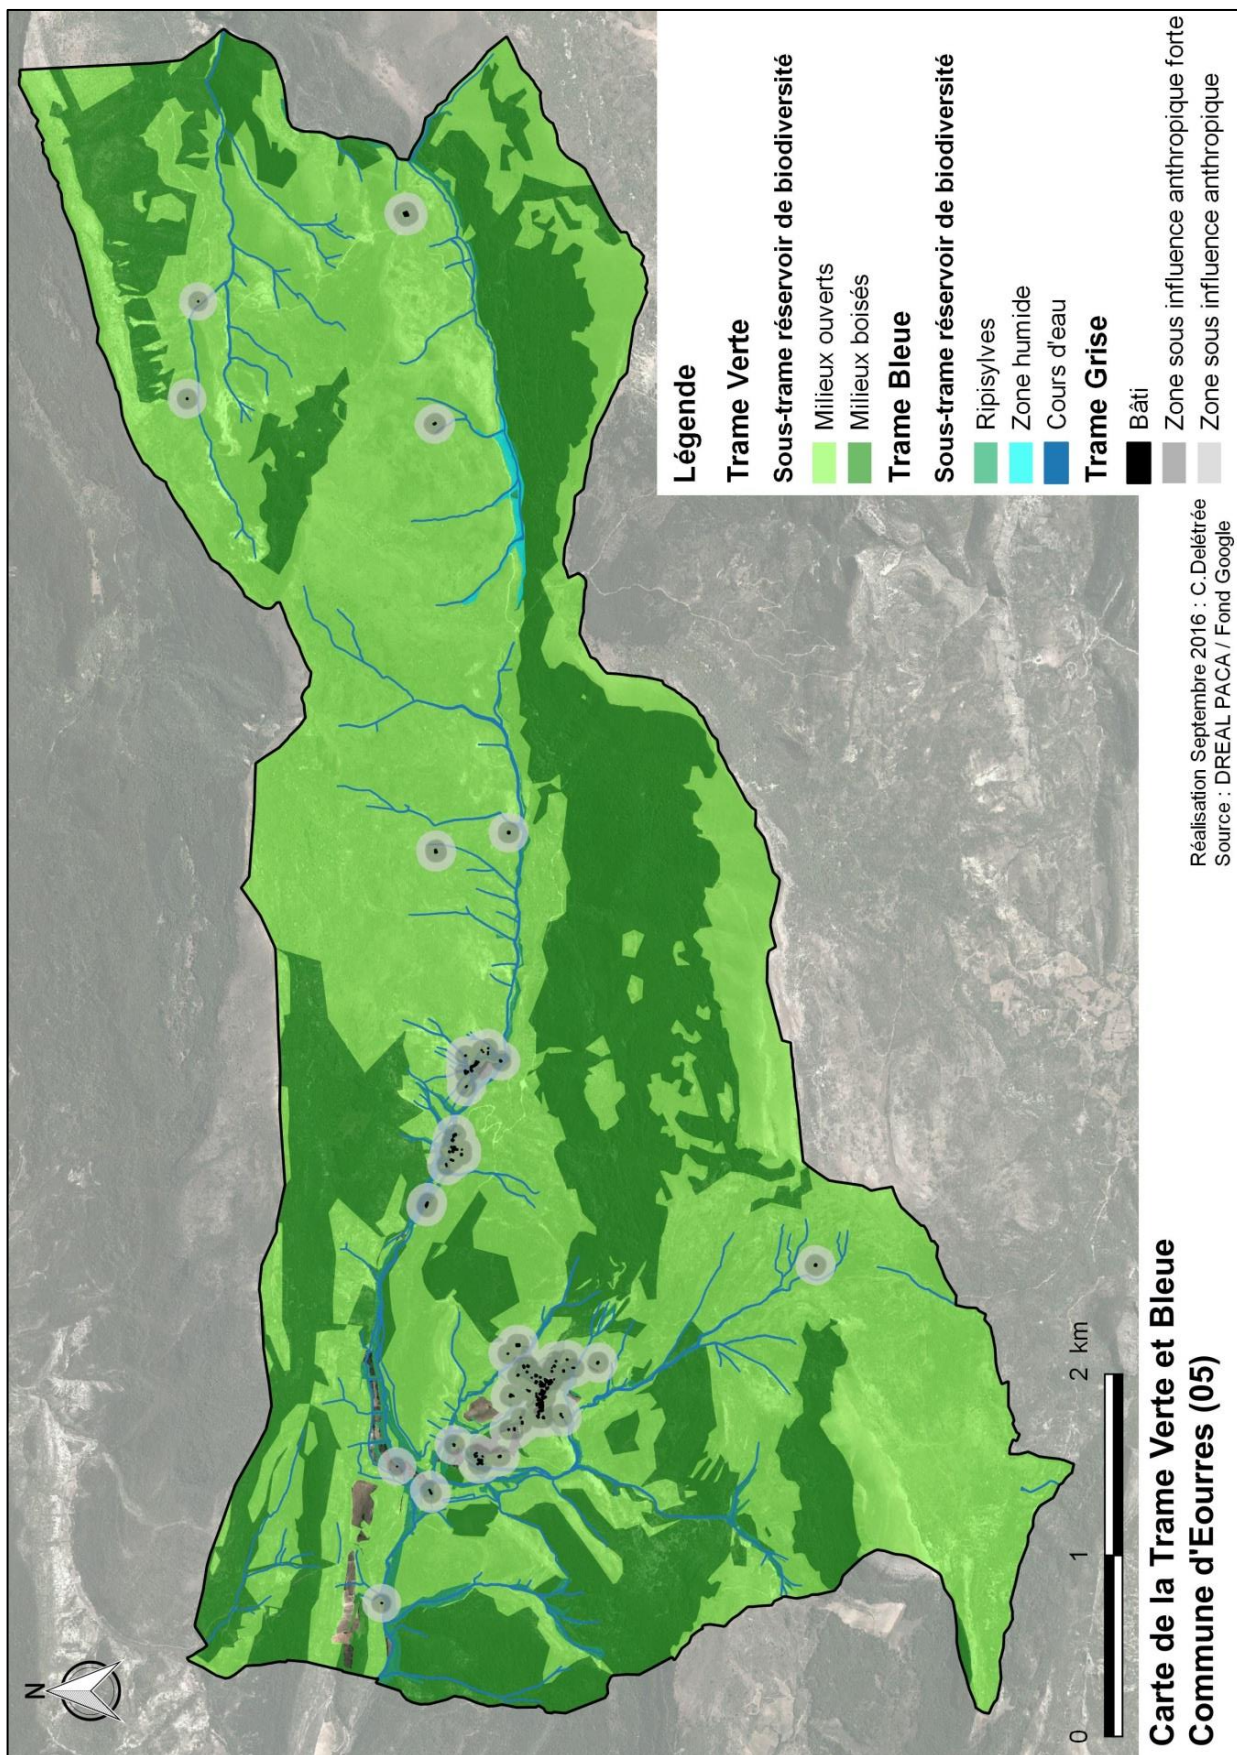 N
0 1 2 km
Carte de la Trame Verte et Bleue
Commune d'Eourres (05)
Réalisation Septembre 2016 : C.Delétrée
Source : DREAL PACA / Fond Google
Légende
Trame Verte
Sous-trame réservoir de biodiversité
Milieux ouverts
Milieux boisés
Trame Bleue
Sous-trame réservoir de biodiversité
Ripisylves
Zone humide
Cours d'eau
Trame Grise
Bâti
Zone sous influence anthropique forte
Zone sous influence anthropique